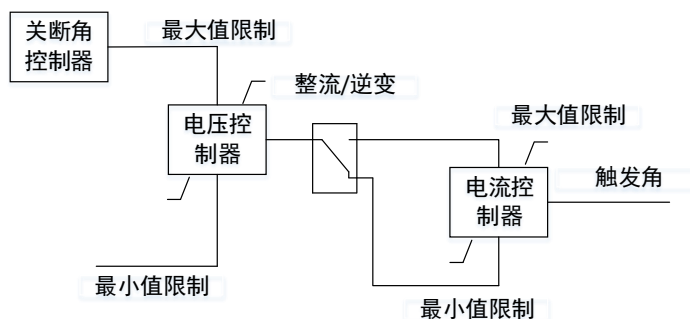 关断角
控制器
最大值限制
整流/逆变
电压控
制器
最大值限制
电流控
制器
触发角
最小值限制
最小值限制